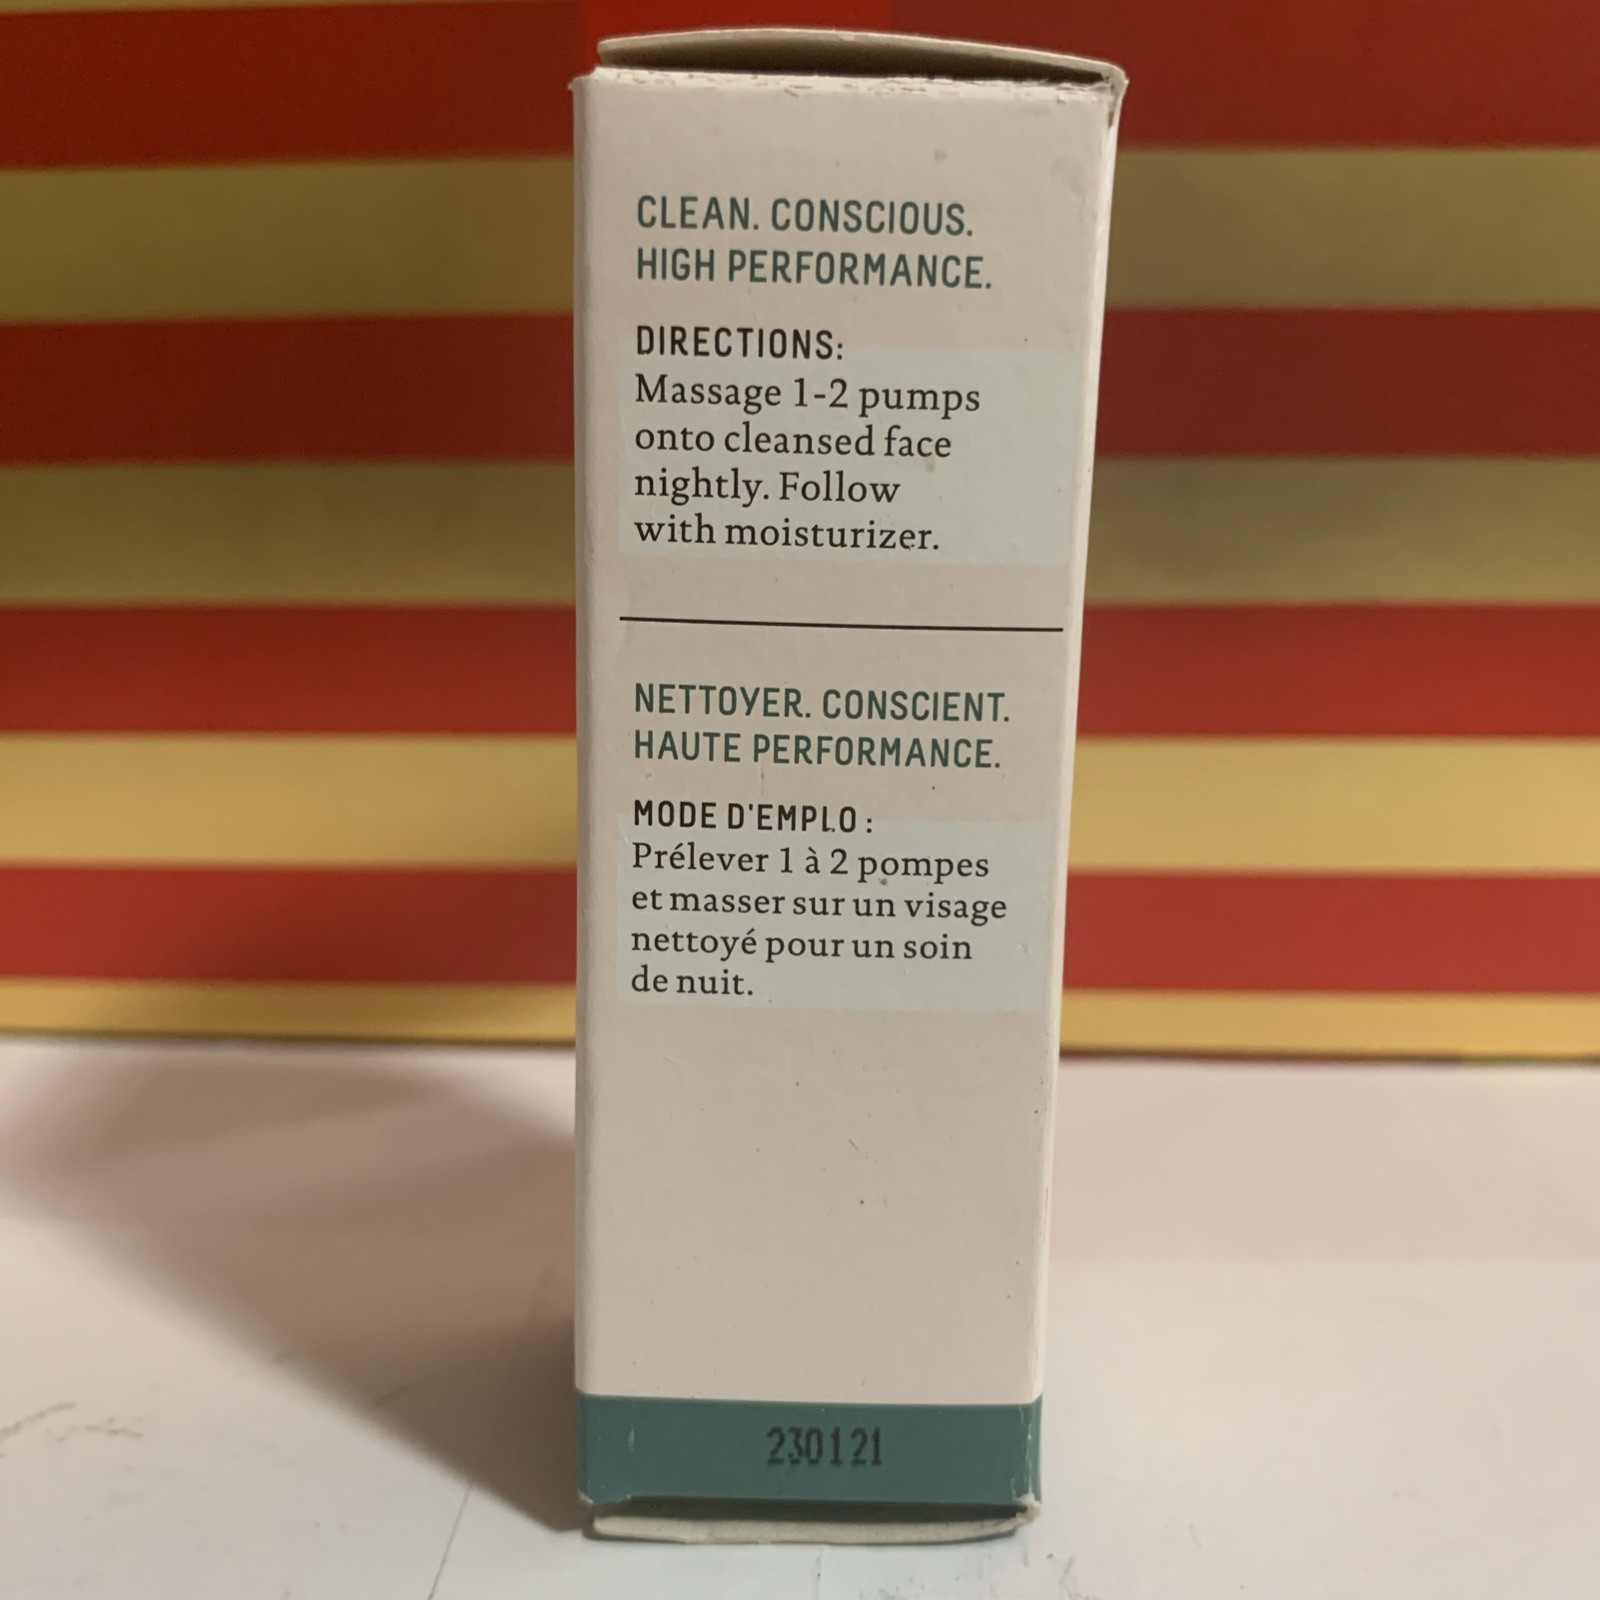 CLEAN. CONSCIOUS.
HIGH PERFORMANCE.
DIRECTIONS:
Massage 1-2 pumps
onto cleansed face
nightly. Follow
with moisturizer.
NETTOYER. CONSCIENT.
HAUTE PERFORMANCE.
MODE D'EMPLO :
Prélever 1 à 2 pompes
et masser sur un visage
nettoyé pour un soin
de nuit.
230121